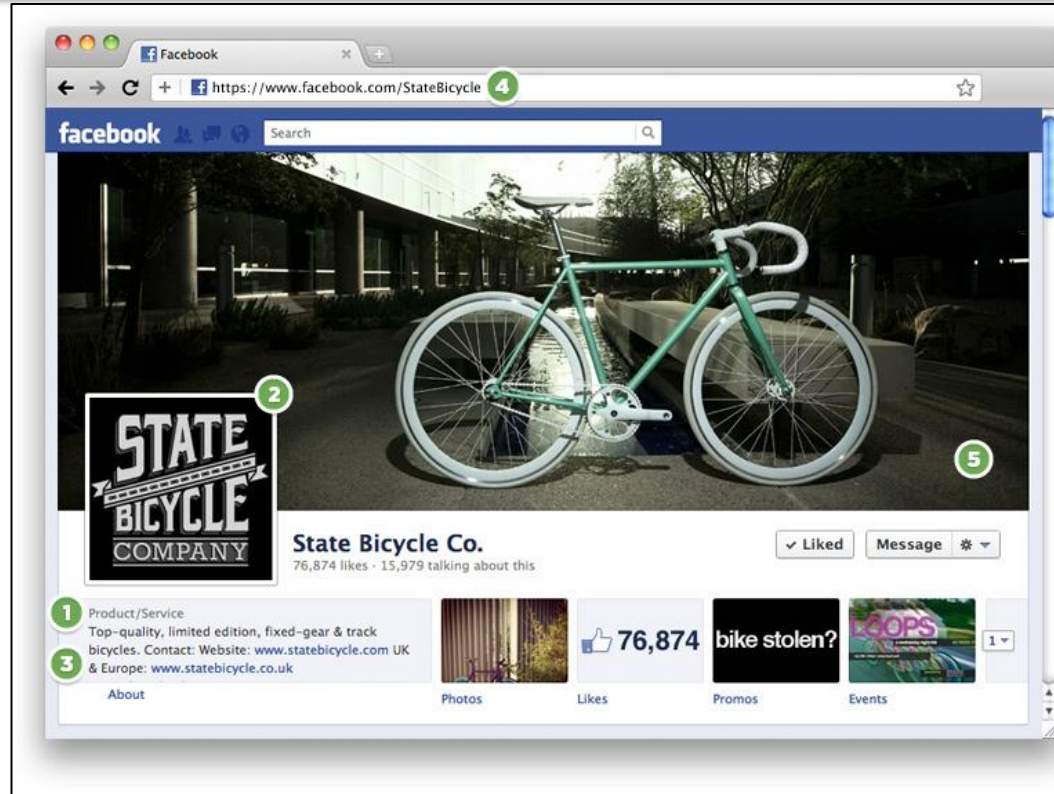 Facebook
https://www.facebook.com/StateBicycle 4
facebook
Search
2
STATE
BICYCLE
COMPANY
5
State Bicycle Co.
76,874 likes · 15,979 talking about this
Liked
Message
1
Product/Service
Top-quality, limited edition, fixed-gear & track
bicycles. Contact: Website: www.statebicycle.com UK
3
& Europe: www.statebicycle.co.uk
About
Photos
76,874
Likes
bike stolen?
Promos
LOOPS
Events
1